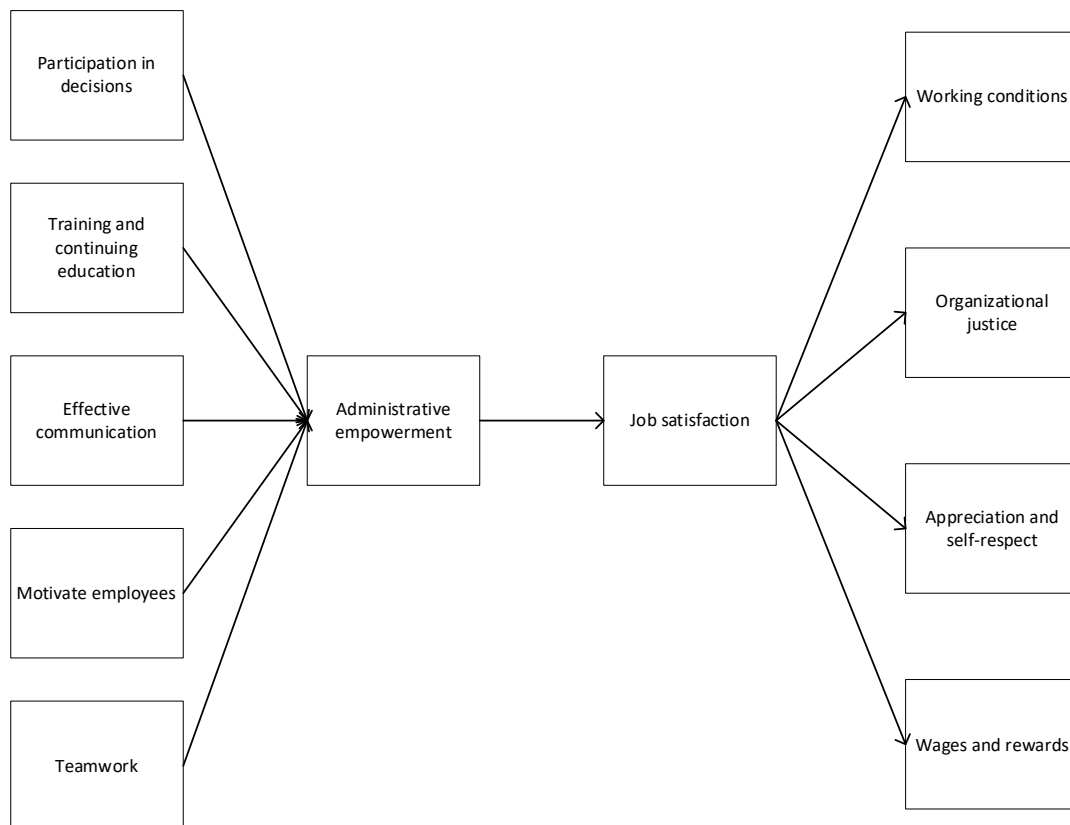 Participation in
decisions
Training and
continuing
education
Effective
communication
Motivate employees
Teamwork
Administrative
empowerment
Job satisfaction
Working conditions
Organizational
justice
Appreciation and
self-respect
Wages and rewards